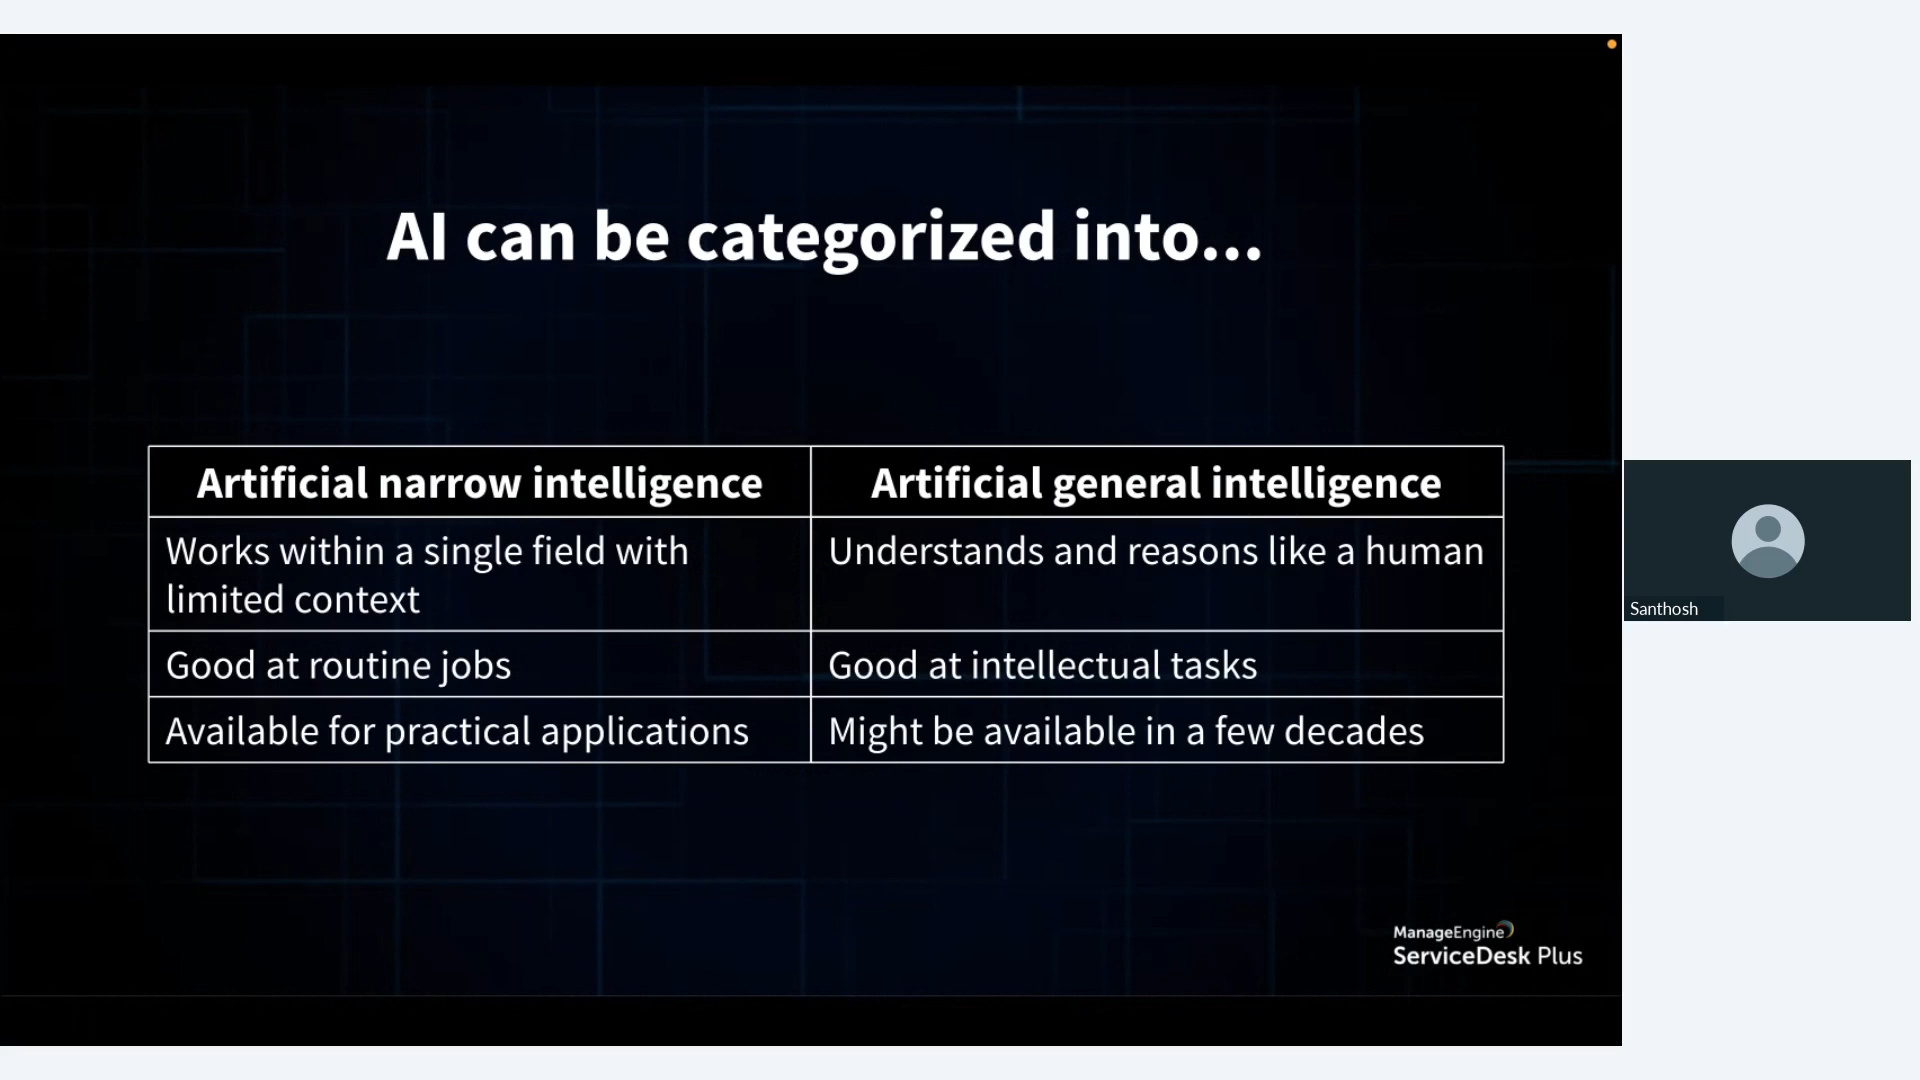 AI can be categorized into...
Artificial narrow intelligence
Artificial general intelligence
Works within a single field with
limited context
Understands and reasons like a human
Good at routine jobs
Good at intellectual tasks
Available for practical applications
Might be available in a few decades
ManageEngine
ServiceDesk Plus
Santhosh